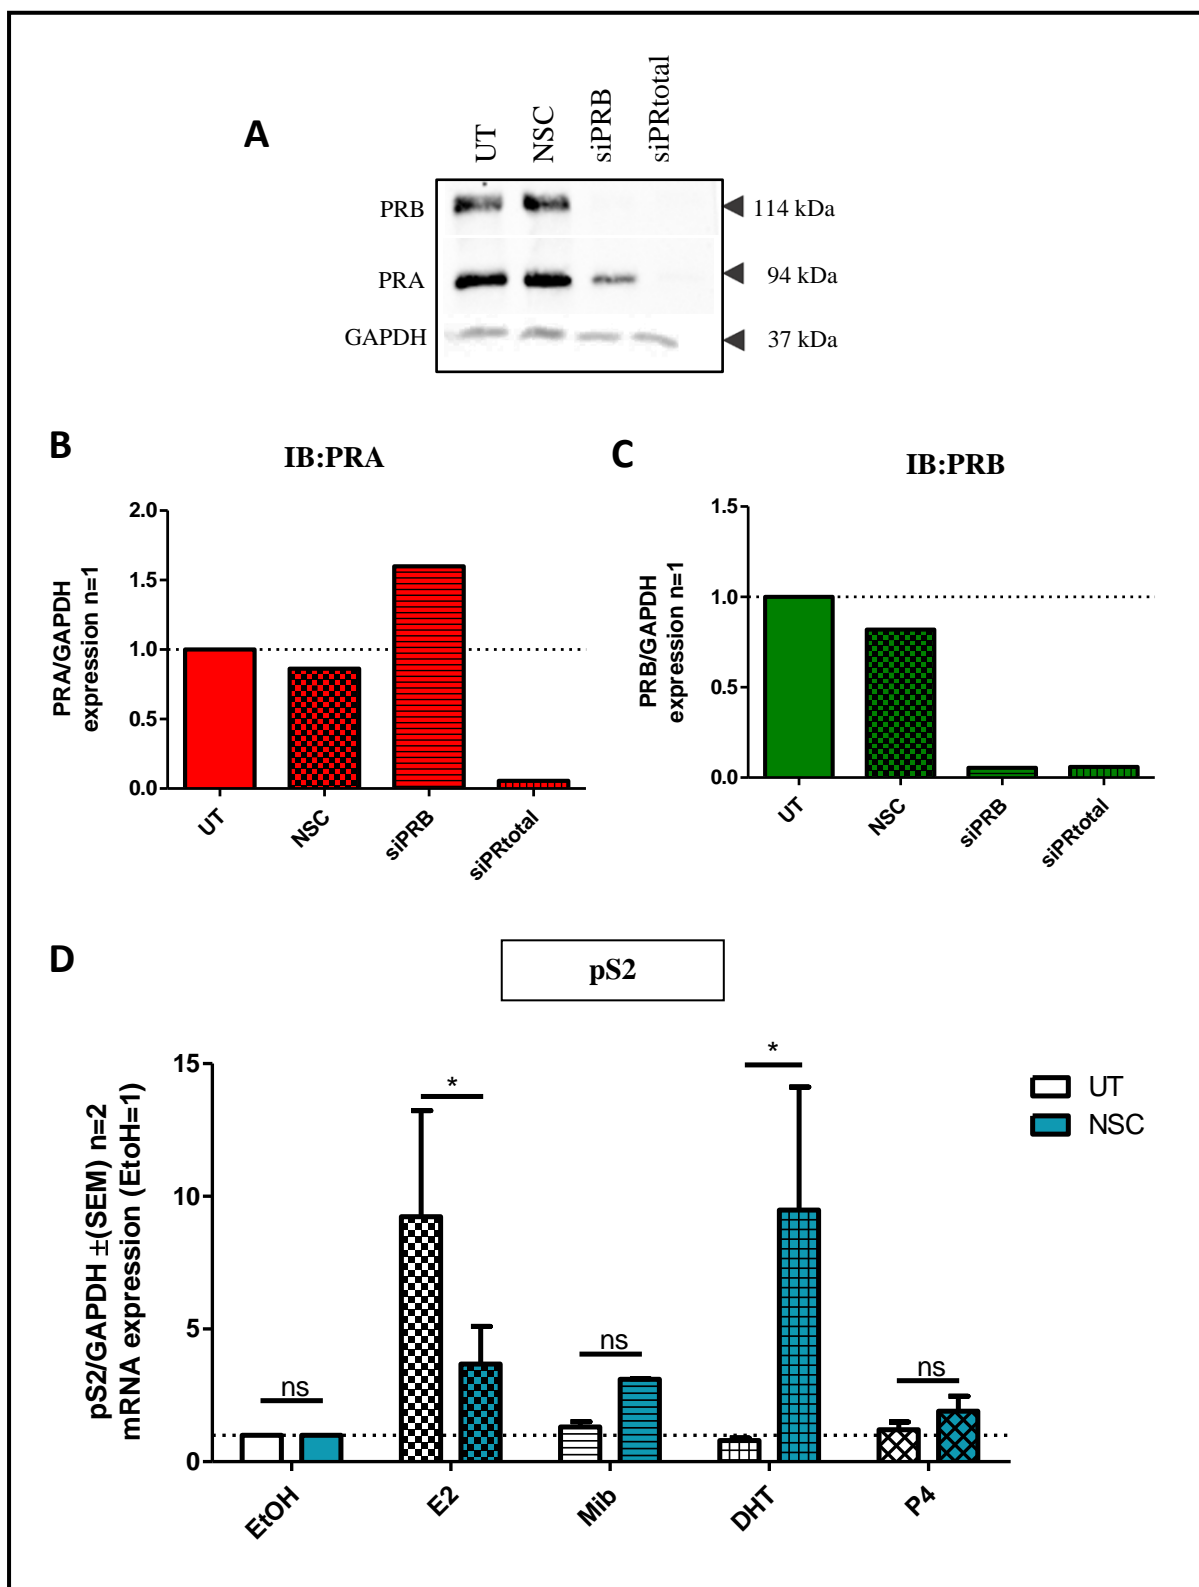 A
UT
NSC
siPRB
siPRtotal
PRB
114 kDa
PRA
94 kDa
GAPDH
37 kDa
B
IB:PRA
PRA/GAPDH
expression n=1
2.0
1.5
1.0
0.5
0.0
UT
NSC
siPRB
siPRtotal
C
IB:PRB
PRB/GAPDH
expression n=1
1.5
1.0
0.5
0.0
UT
NSC
siPRB
siPRtotal
D
pS2
pS2/GAPDH ±(SEM) n=2
mRNA expression (EtoH=1)
15
10
5
0
ns
*
ns
*
ns
EtOH
E2
Mib
DHT
P4
UT
NSC